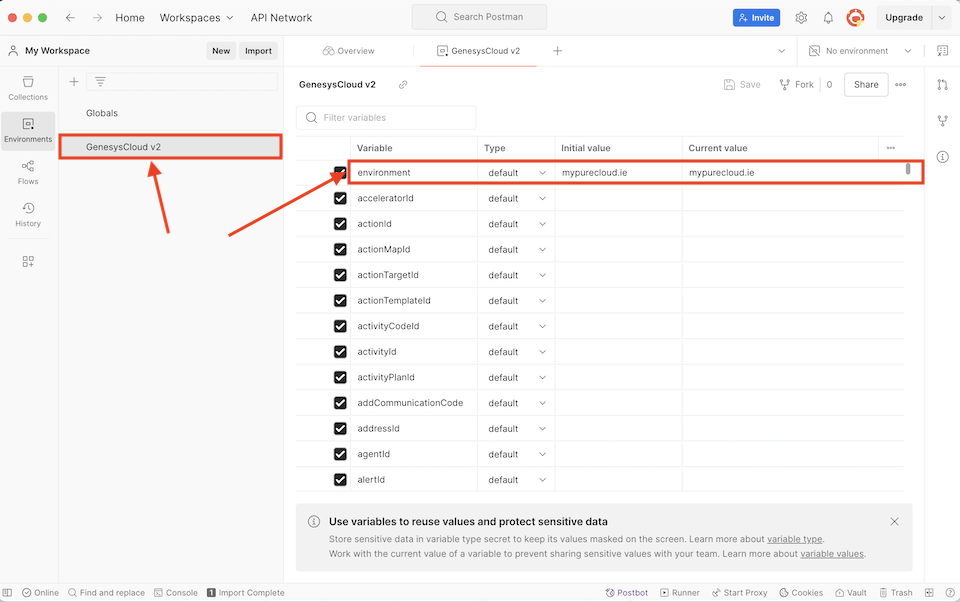 Home Workspaces API Network Search Postman Invite Upgrade
My Workspace New Import Overview GenesysCloud v2 No environment
Collections
Environments
Flows
History
Globals
GenesysCloud v2
GenesysCloud v2 Save Fork 0 Share
Filter variables
Variable Type Initial value Current value
environment default mypurecloud.ie mypurecloud.ie
acceleratorId default
actionId default
actionMapId default
actionTargetId default
actionTemplateId default
activityCodeId default
activityId default
activityPlanId default
addCommunicationCode default
addressId default
agentId default
alertId default
Use variables to reuse values and protect sensitive data
Store sensitive data in variable type secret to keep its values masked on the screen. Learn more about variable type.
Work with the current value of a variable to prevent sharing sensitive values with your team. Learn more about variable values.
Online Find and replace Console 1 Import Complete Postbot Runner Start Proxy Cookies Vault Trash